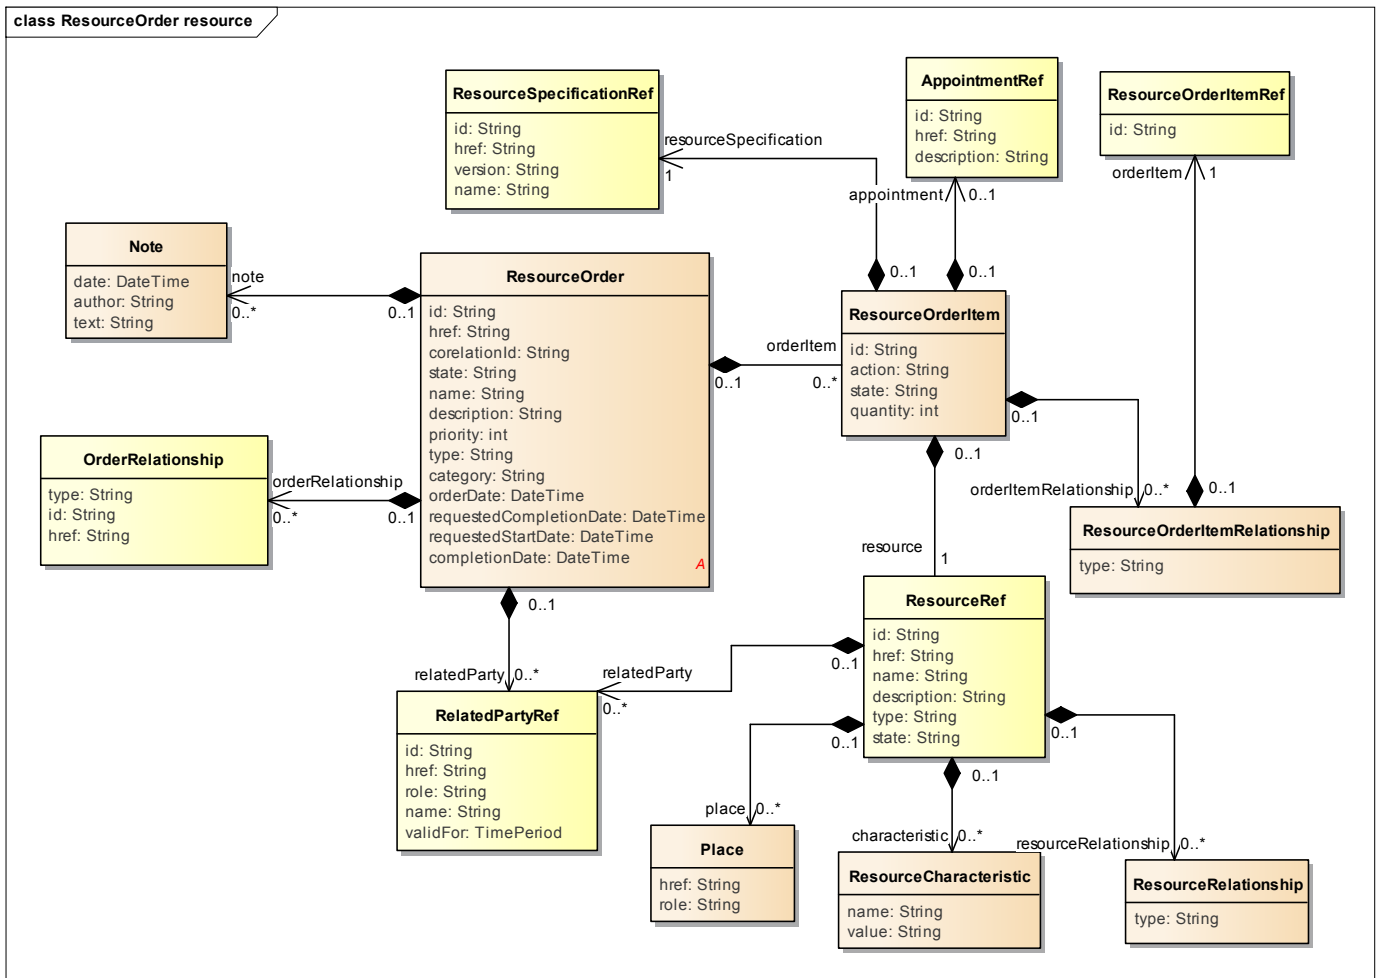 class ResourceOrder resource
ResourceSpecificationRef
id: String
href: String
version: String
name: String
resourceSpecification
1
AppointmentRef
id: String
href: String
description: String
appointment
0..1
ResourceOrderItemRef
id: String
orderItem
1
Note
date: DateTime
author: String
text: String
note
0..*
0..1
ResourceOrder
id: String
href: String
corelationId: String
state: String
name: String
description: String
priority: int
type: String
category: String
orderDate: DateTime
requestedCompletionDate: DateTime
requestedStartDate: DateTime
completionDate: DateTime
A
orderItem
0..1
0..*
0..1
0..1
ResourceOrderItem
id: String
action: String
state: String
quantity: int
0..1
0..1
OrderRelationship
type: String
id: String
href: String
orderRelationship
0..*
0..1
orderItemRelationship
0..*
0..1
ResourceOrderItemRelationship
type: String
resource
1
0..1
relatedParty
0..*
ResourceRef
id: String
href: String
name: String
description: String
type: String
state: String
relatedParty
0..*
0..1
RelatedPartyRef
id: String
href: String
role: String
name: String
validFor: TimePeriod
0..1
0..1
0..1
place
0..*
Place
href: String
role: String
characteristic
0..*
ResourceCharacteristic
name: String
value: String
resourceRelationship
0..*
ResourceRelationship
type: String